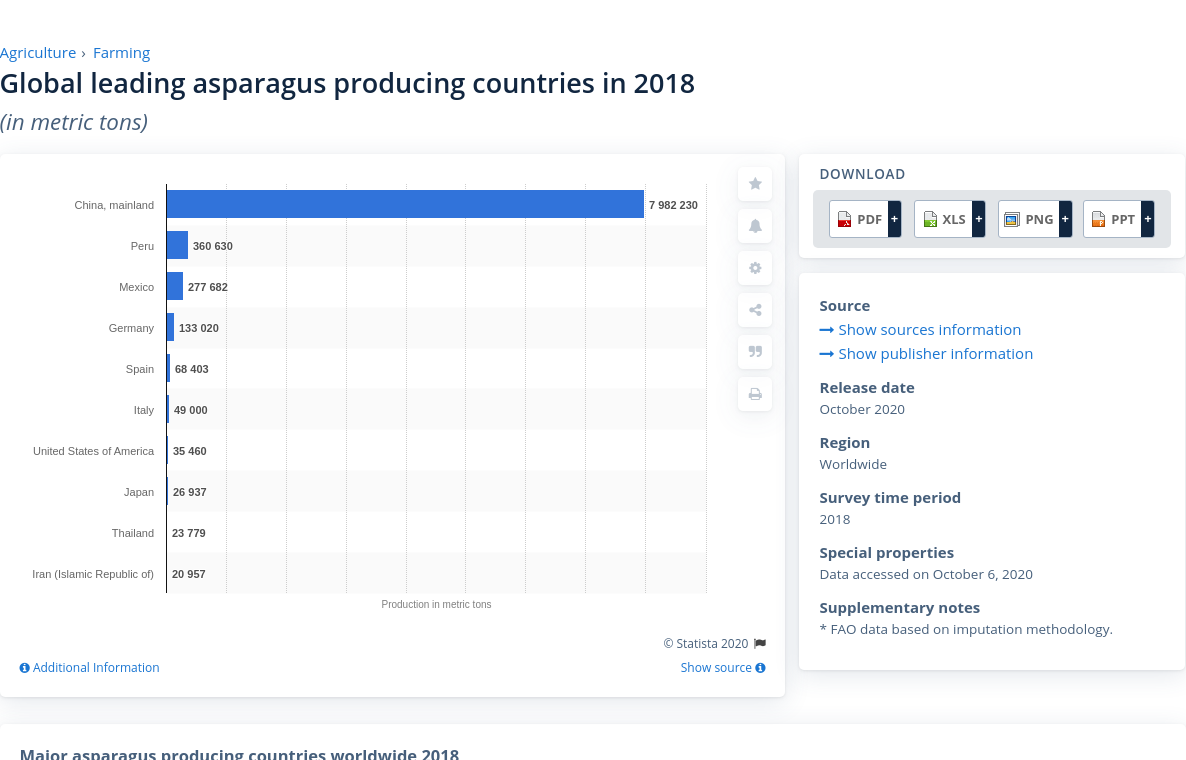 Agriculture › Farming
Global leading asparagus producing countries in 2018
(in metric tons)
China, mainland 7 982 230
Peru 360 630
Mexico 277 682
Germany 133 020
Spain 68 403
Italy 49 000
United States of America 35 460
Japan 26 937
Thailand 23 779
Iran (Islamic Republic of) 20 957
Production in metric tons
© Statista 2020
Additional Information
Show source
DOWNLOAD
PDF + XLS + PNG + PPT +
Source
Show sources information
Show publisher information
Release date
October 2020
Region
Worldwide
Survey time period
2018
Special properties
Data accessed on October 6, 2020
Supplementary notes
* FAO data based on imputation methodology.
Major asparagus producing countries worldwide 2018